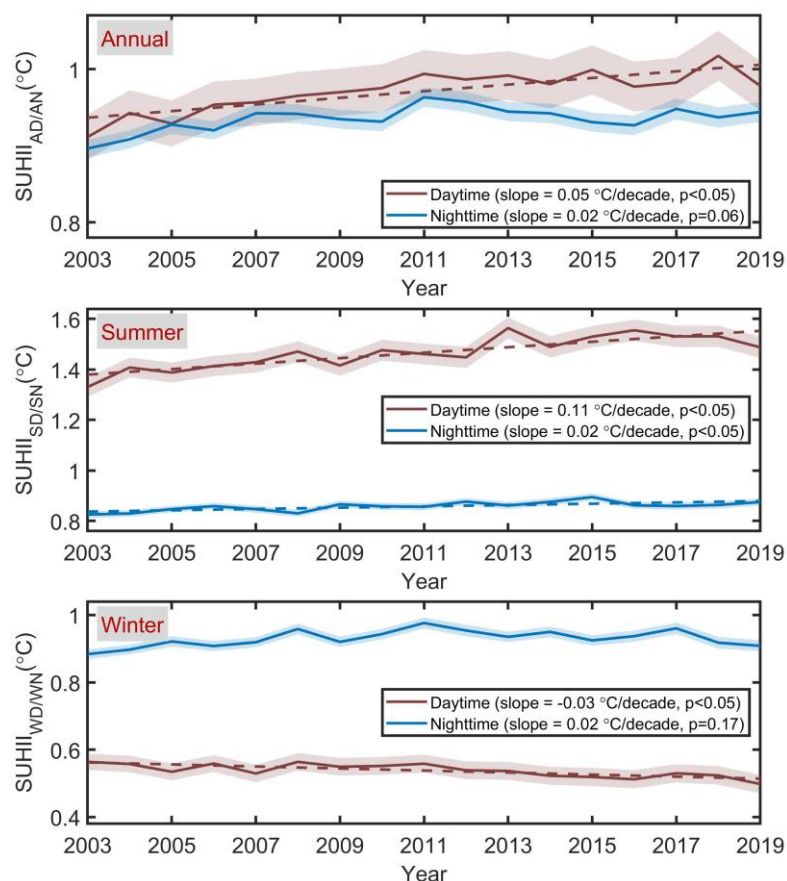 Annual
SUHII_AD/AN(°C)
1
0.8
Daytime (slope = 0.05 °C/decade, p<0.05)
Nighttime (slope = 0.02 °C/decade, p=0.06)
2003 2005 2007 2009 2011 2013 2015 2017 2019
Year
Summer
SUHII_SD/SN(°C)
1.6
1.4
1.2
1
0.8
Daytime (slope = 0.11 °C/decade, p<0.05)
Nighttime (slope = 0.02 °C/decade, p<0.05)
2003 2005 2007 2009 2011 2013 2015 2017 2019
Year
Winter
SUHII_WD/WN(°C)
1
0.8
0.6
0.4
Daytime (slope = -0.03 °C/decade, p<0.05)
Nighttime (slope = 0.02 °C/decade, p=0.17)
2003 2005 2007 2009 2011 2013 2015 2017 2019
Year